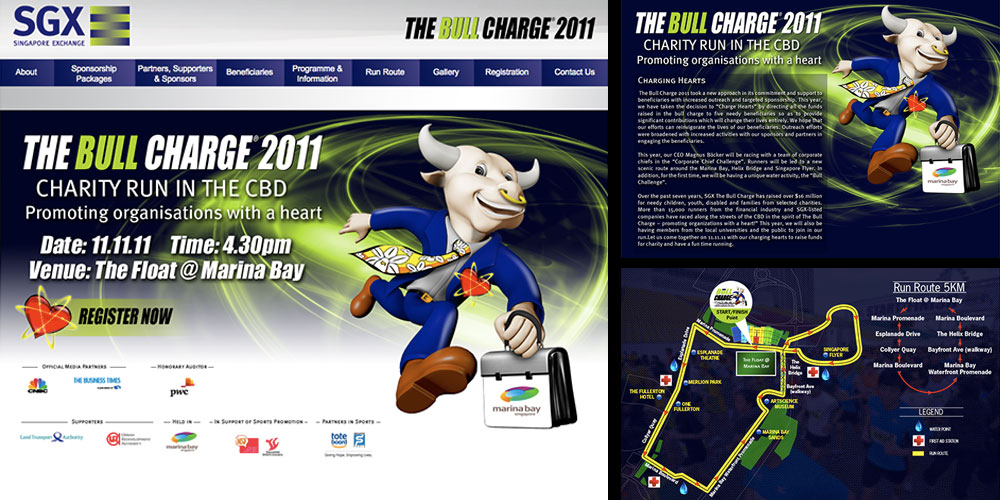 SGX
SINGAPORE EXCHANGE
THE BULL CHARGE® 2011
About
Sponsorship Packages
Partners, Supporters & Sponsors
Beneficiaries
Programme & Information
Run Route
Gallery
Registration
Contact Us
THE BULL CHARGE® 2011
CHARITY RUN IN THE CBD
Promoting organisations with a heart
Date: 11.11.11 Time: 4.30pm
Venue: The Float @ Marina Bay
REGISTER NOW
OFFICIAL MEDIA PARTNERS
HONORARY AUDITOR
CNBC
THE BUSINESS TIMES
pwc
SUPPORTERS
HELD IN
IN SUPPORT OF SPORTS PROMOTION
PARTNERS IN SPORTS
Land Transport Authority
URBAN REDEVELOPMENT AUTHORITY
marina bay
singapore
tote board
marina bay
singapore
THE BULL CHARGE® 2011
CHARITY RUN IN THE CBD
Promoting organisations with a heart
CHARGING HEARTS
The Bull Charge 2011 took a new approach in its commitment and support to
beneficiaries with increased outreach and targeted sponsorship. This year,
we have taken the decision to "Charge Hearts" by directing all the funds
raised in the bull charge to five needy beneficiaries so as to provide
significant contributions which will change their lives entirely. We hope that
our efforts can reinvigorate the lives of our beneficiaries. Outreach efforts
were broadened with increased activities with our sponsors and partners in
engaging the beneficiaries.
This year, our CEO Magnus Böcker will be racing with a team of corporate
chiefs in the "Corporate Chief Challenge". Runners will be led to a new
scenic route around the Marina Bay, Helix Bridge and Singapore Flyer. In
addition, for the first time, we will be having a unique water activity, the "Bull
Challenge".
Over the past seven years, SGX The Bull Charge has raised over $16 million
for needy children, youth, disabled and families from selected charities.
More than 15,000 runners from the financial industry and SGX-listed
companies have raced along the streets of the CBD in the spirit of The Bull
Charge – promoting organizations with a heart! This year, we will also be
having members from the local universities and the public to join in our
run.Let us come together on 11.11.11 with our charging hearts to raise funds
for charity and have a fun time running.
marina bay
Run Route 5KM
The Float @ Marina Bay
Marina Promenade
Marina Boulevard
Esplanade Drive
The Helix Bridge
Collyer Quay
Bayfront Ave (walkway)
Marina Boulevard
Marina Bay
Waterfront Promenade
BULL CHARGE
START/FINISH
Point
Marina Promenade
Esplanade Drive
ESPLANADE THEATRE
THE FLOAT @ MARINA BAY
SINGAPORE FLYER
The Helix Bridge
Bayfront Ave (walkway)
MERLION PARK
THE FULLERTON HOTEL
ONE FULLERTON
ARTSCIENCE MUSEUM
MARINA BAY SANDS
Collyer Quay
Marina Boulevard
Marina Bay Waterfront Promenade
LEGEND
WATER POINT
FIRST AID STATION
RUN ROUTE